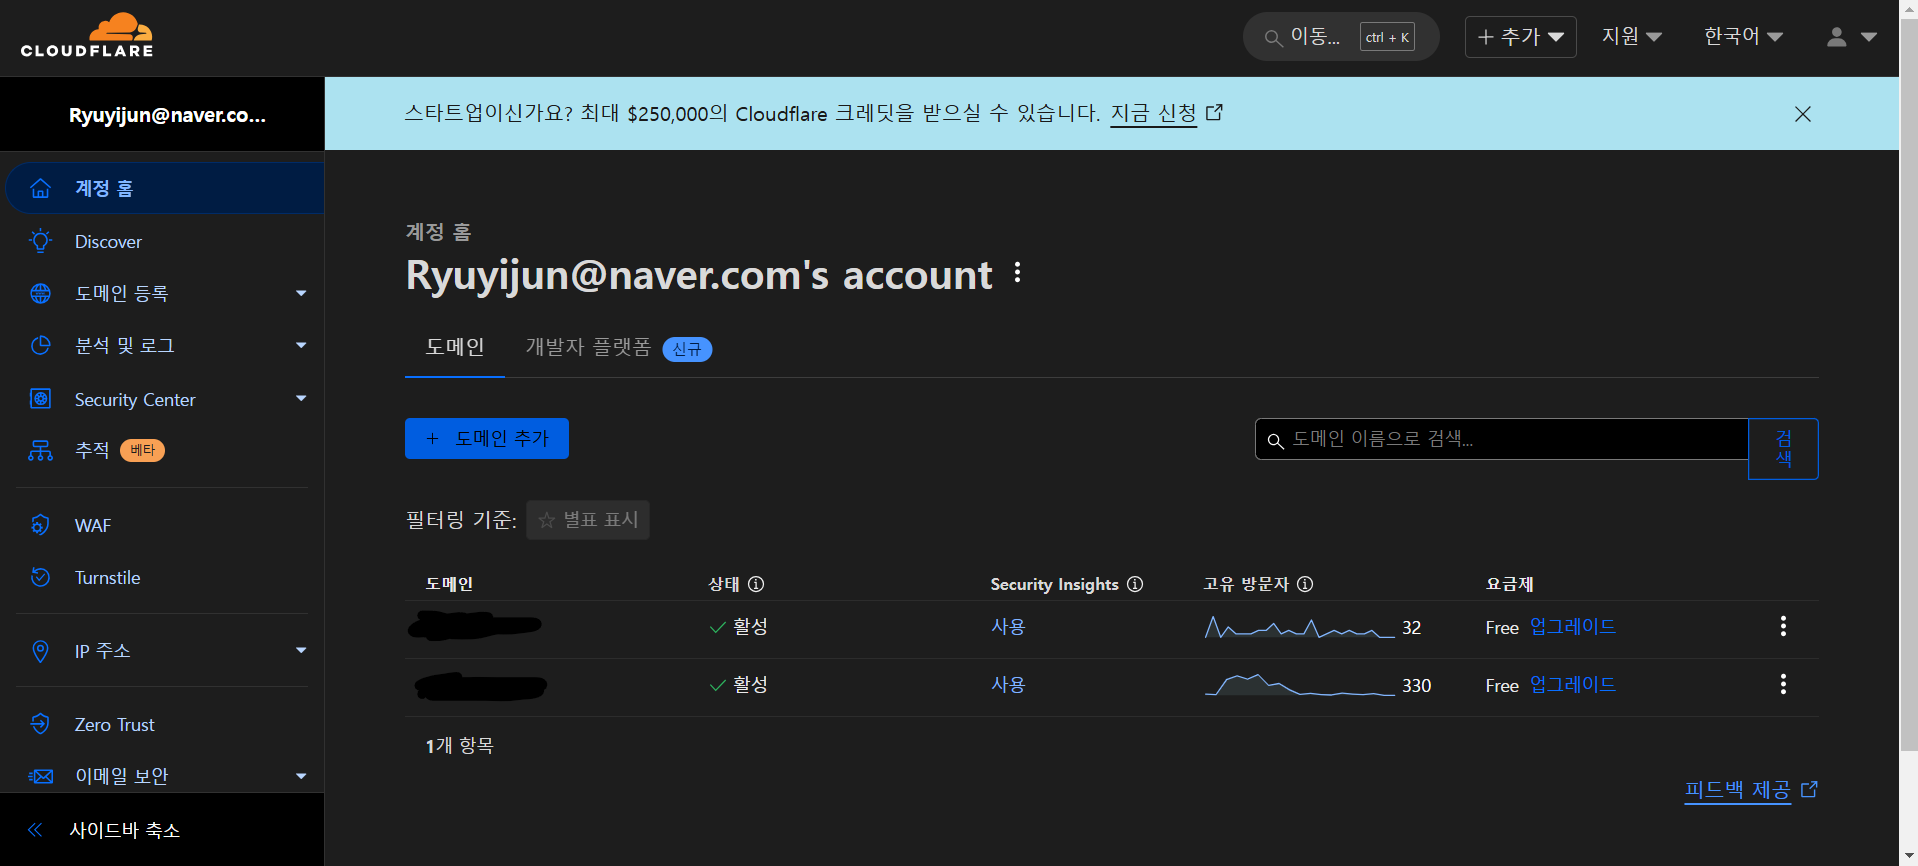 CLOUDFLARE
이동... ctrl + K
+ 추가
지원
한국어
Ryuyijun@naver.co...
스타트업이신가요? 최대 $250,000의 Cloudflare 크레딧을 받으실 수 있습니다. 지금 신청
계정 홈
Discover
도메인 등록
분석 및 로그
Security Center
추적 베타
WAF
Turnstile
IP 주소
Zero Trust
이메일 보안
사이드바 축소
계정 홈
Ryuyijun@naver.com's account
도메인 개발자 플랫폼 신규
+ 도메인 추가
도메인 이름으로 검색...
검
색
필터링 기준: 별표 표시
도메인 상태 Security Insights 고유 방문자 요금제
활성 사용 32 Free 업그레이드
활성 사용 330 Free 업그레이드
1개 항목
피드백 제공